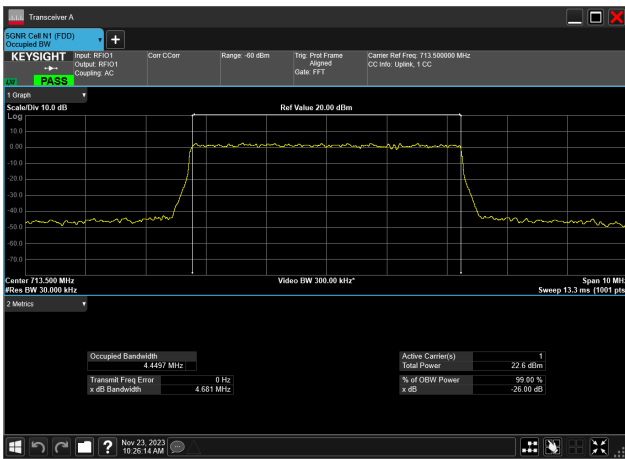 Transceiver A
5GNR Cell N1 (FDD)
Occupied BW
KEYSIGHT
PASS
Input: RFIO1
Output: RFIO1
Coupling: AC
Corr CCorr
Range: -60 dBm
Trig: Prot Frame
Aligned
Gate: FFT
Carrier Ref Freq: 713.500000 MHz
CC Info: Uplink, 1 CC
1 Graph
Scale/Div 10.0 dB
Ref Value 20.00 dBm
Log
10.0
0.00
-10.0
-20.0
-30.0
-40.0
-50.0
-60.0
-70.0
Center 713.500 MHz
Video BW 300.00 kHz*
Span 10 MHz
#Res BW 30.000 kHz
Sweep 13.3 ms (1001 pts
2 Metrics
Occupied Bandwidth
4.4497 MHz
Transmit Freq Error 0 Hz
x dB Bandwidth 4.681 MHz
Active Carrier(s) 1
Total Power 22.6 dBm
% of OBW Power 99.00 %
x dB -26.00 dB
?
Nov 23, 2023
10:26:14 AM